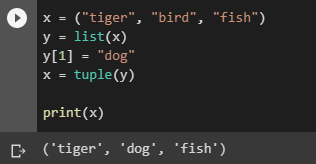 x = ("tiger", "bird", "fish")
y = list(x)
y[1] = "dog"
x = tuple(y)
print(x)
('tiger', 'dog', 'fish')